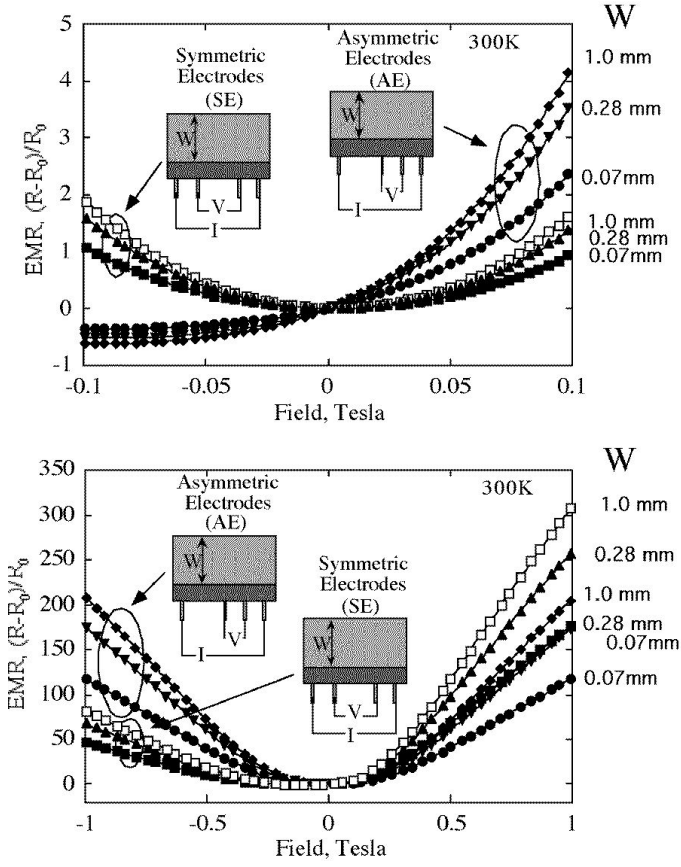 W
5
4
3
2
1
0
-1
EMR, (R-R0)/R0
Symmetric
Electrodes
(SE)
W
V
I
Asymmetric
Electrodes
(AE)
W
V
I
300K
1.0 mm
0.28 mm
0.07mm
1.0 mm
0.28 mm
0.07mm
-0.1
-0.05
0
0.05
0.1
Field, Tesla
W
350
300
250
200
150
100
50
0
EMR, (R-R0)/R0
Asymmetric
Electrodes
(AE)
W
V
I
Symmetric
Electrodes
(SE)
W
V
I
300K
1.0 mm
0.28 mm
1.0 mm
0.28 mm
0.07mm
0.07mm
-1
-0.5
0
0.5
1
Field, Tesla